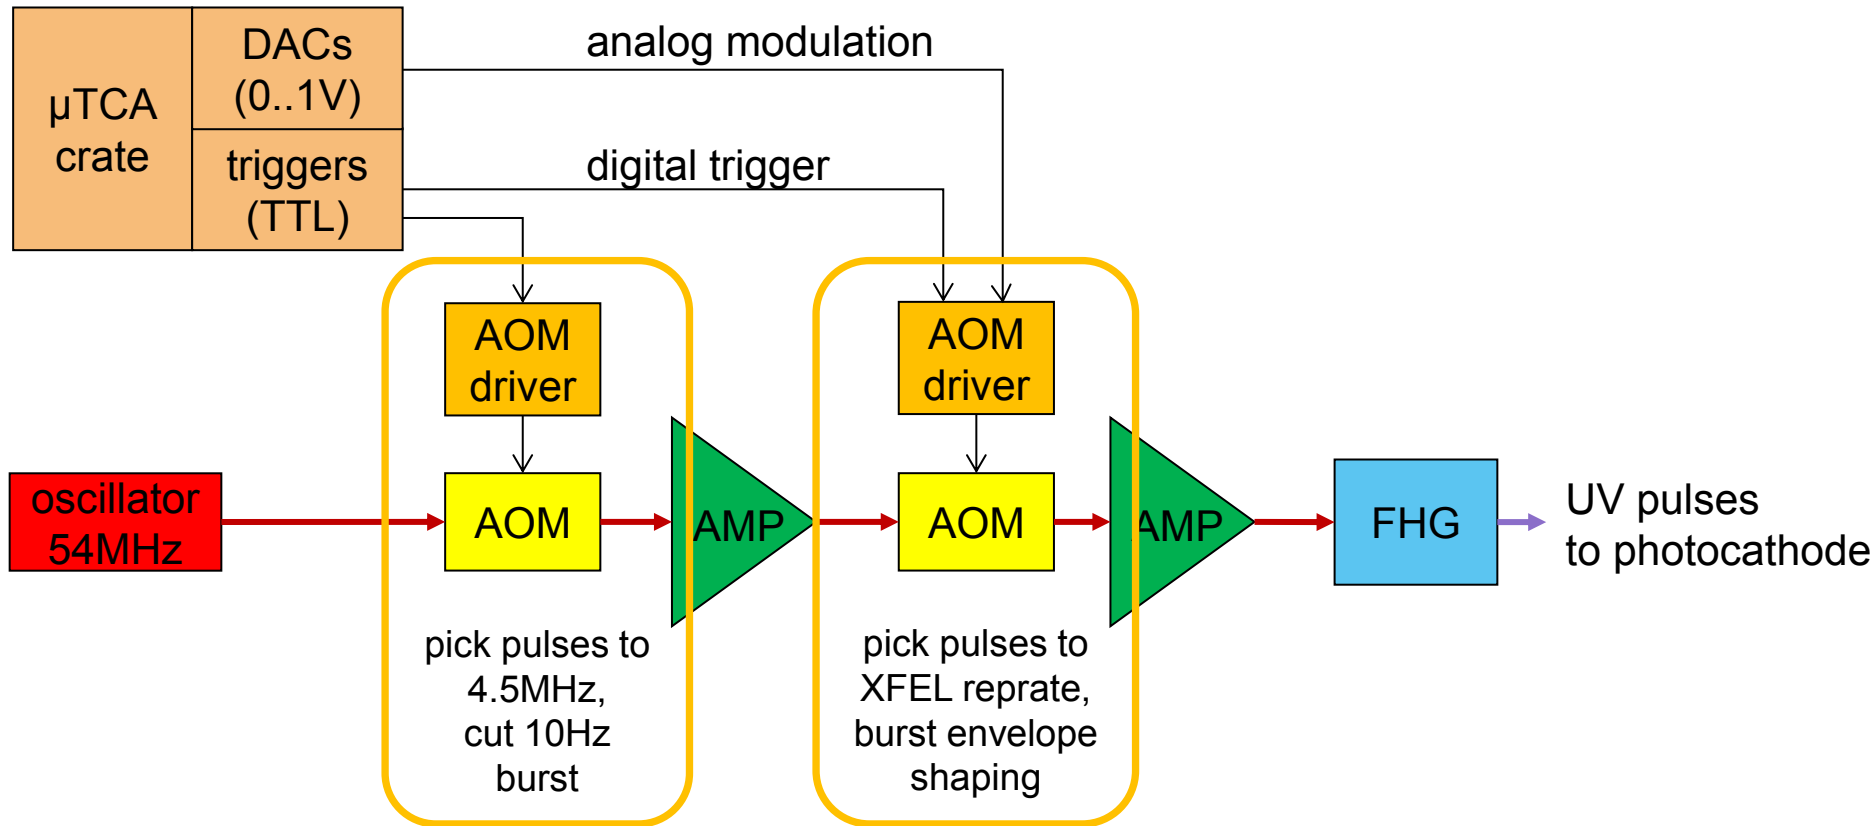 µTCA
crate
DACs
(0..1V)
triggers
(TTL)
analog modulation
digital trigger
AOM
driver
AOM
driver
oscillator
54MHz
AOM
AMP
AOM
AMP
FHG
UV pulses
to photocathode
pick pulses to
4.5MHz,
cut 10Hz
burst
pick pulses to
XFEL reprate,
burst envelope
shaping